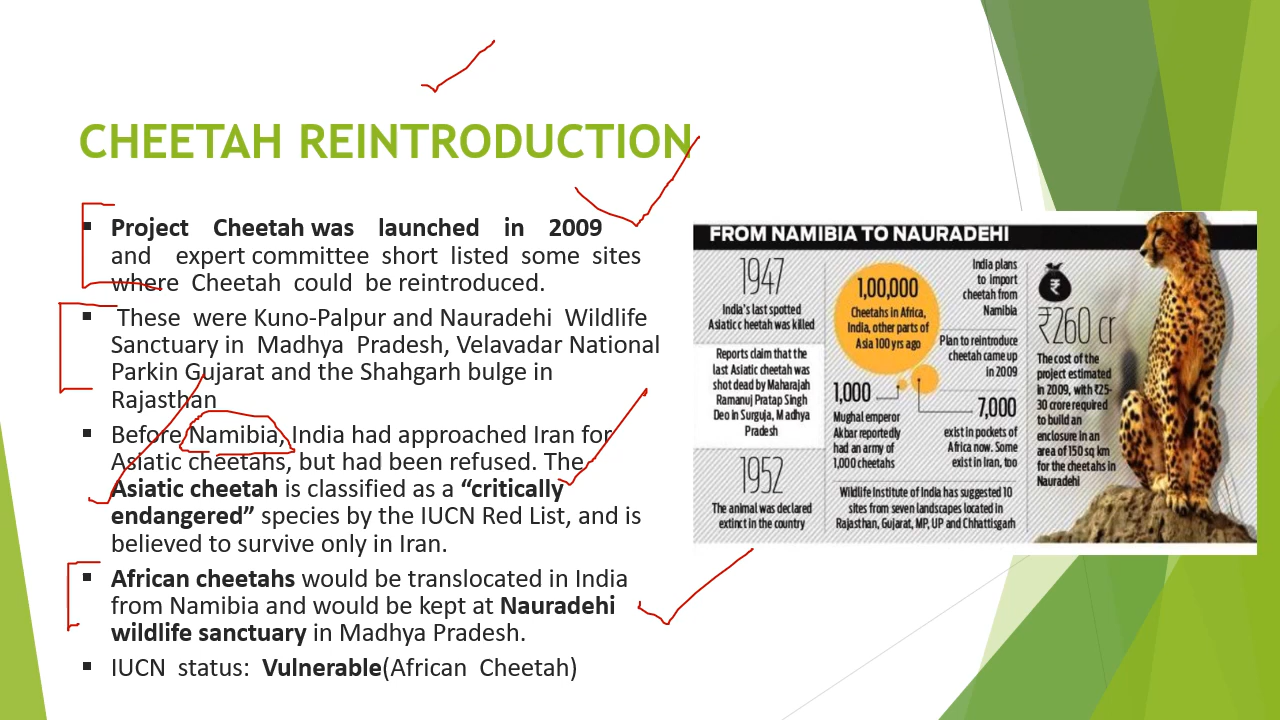 CHEETAH REINTRODUCTION
Project Cheetah was launched in 2009
and expert committee short listed some sites
where Cheetah could be reintroduced.
These were Kuno-Palpur and Nauradehi Wildlife
Sanctuary in Madhya Pradesh, Velavadar National
Parkin Gujarat and the Shahgarh bulge in
Rajasthan
Before Namibia, India had approached Iran for
Asiatic cheetahs, but had been refused. The
Asiatic cheetah is classified as a “critically
endangered” species by the IUCN Red List, and is
believed to survive only in Iran.
African cheetahs would be translocated in India
from Namibia and would be kept at Nauradehi
wildlife sanctuary in Madhya Pradesh.
IUCN status: Vulnerable(African Cheetah)
FROM NAMIBIA TO NAURADEHI
1947
India's last spotted
Asiatic cheetah was killed
Reports claim that the
last Asiatic cheetah was
shot dead by Maharajah
Ramanuj Pratap Singh
Deo in Surguja, Madhya
Pradesh
1952
The animal was declared
extinct in the country
1,00,000
Cheetahs in Africa,
India, other parts of
Asia 100 yrs ago
1,000
Mughal emperor
Akbar reportedly
had an army of
1,000 cheetahs
India plans
to import
cheetah from
Namibia
Plan to reintroduce
cheetah came up
in 2009
7,000
exist in pockets of
Africa now. Some
exist in Iran, too
Wildlife Institute of India has suggested 10
sites from seven landscapes located in
Rajasthan, Gujarat, MP, UP and Chhattisgarh
₹
₹260 cr
The cost of the
project estimated
in 2009, with ₹25-
30 crore required
to build an
enclosure in an
area of 150 sq km
for the cheetahs in
Nauradehi